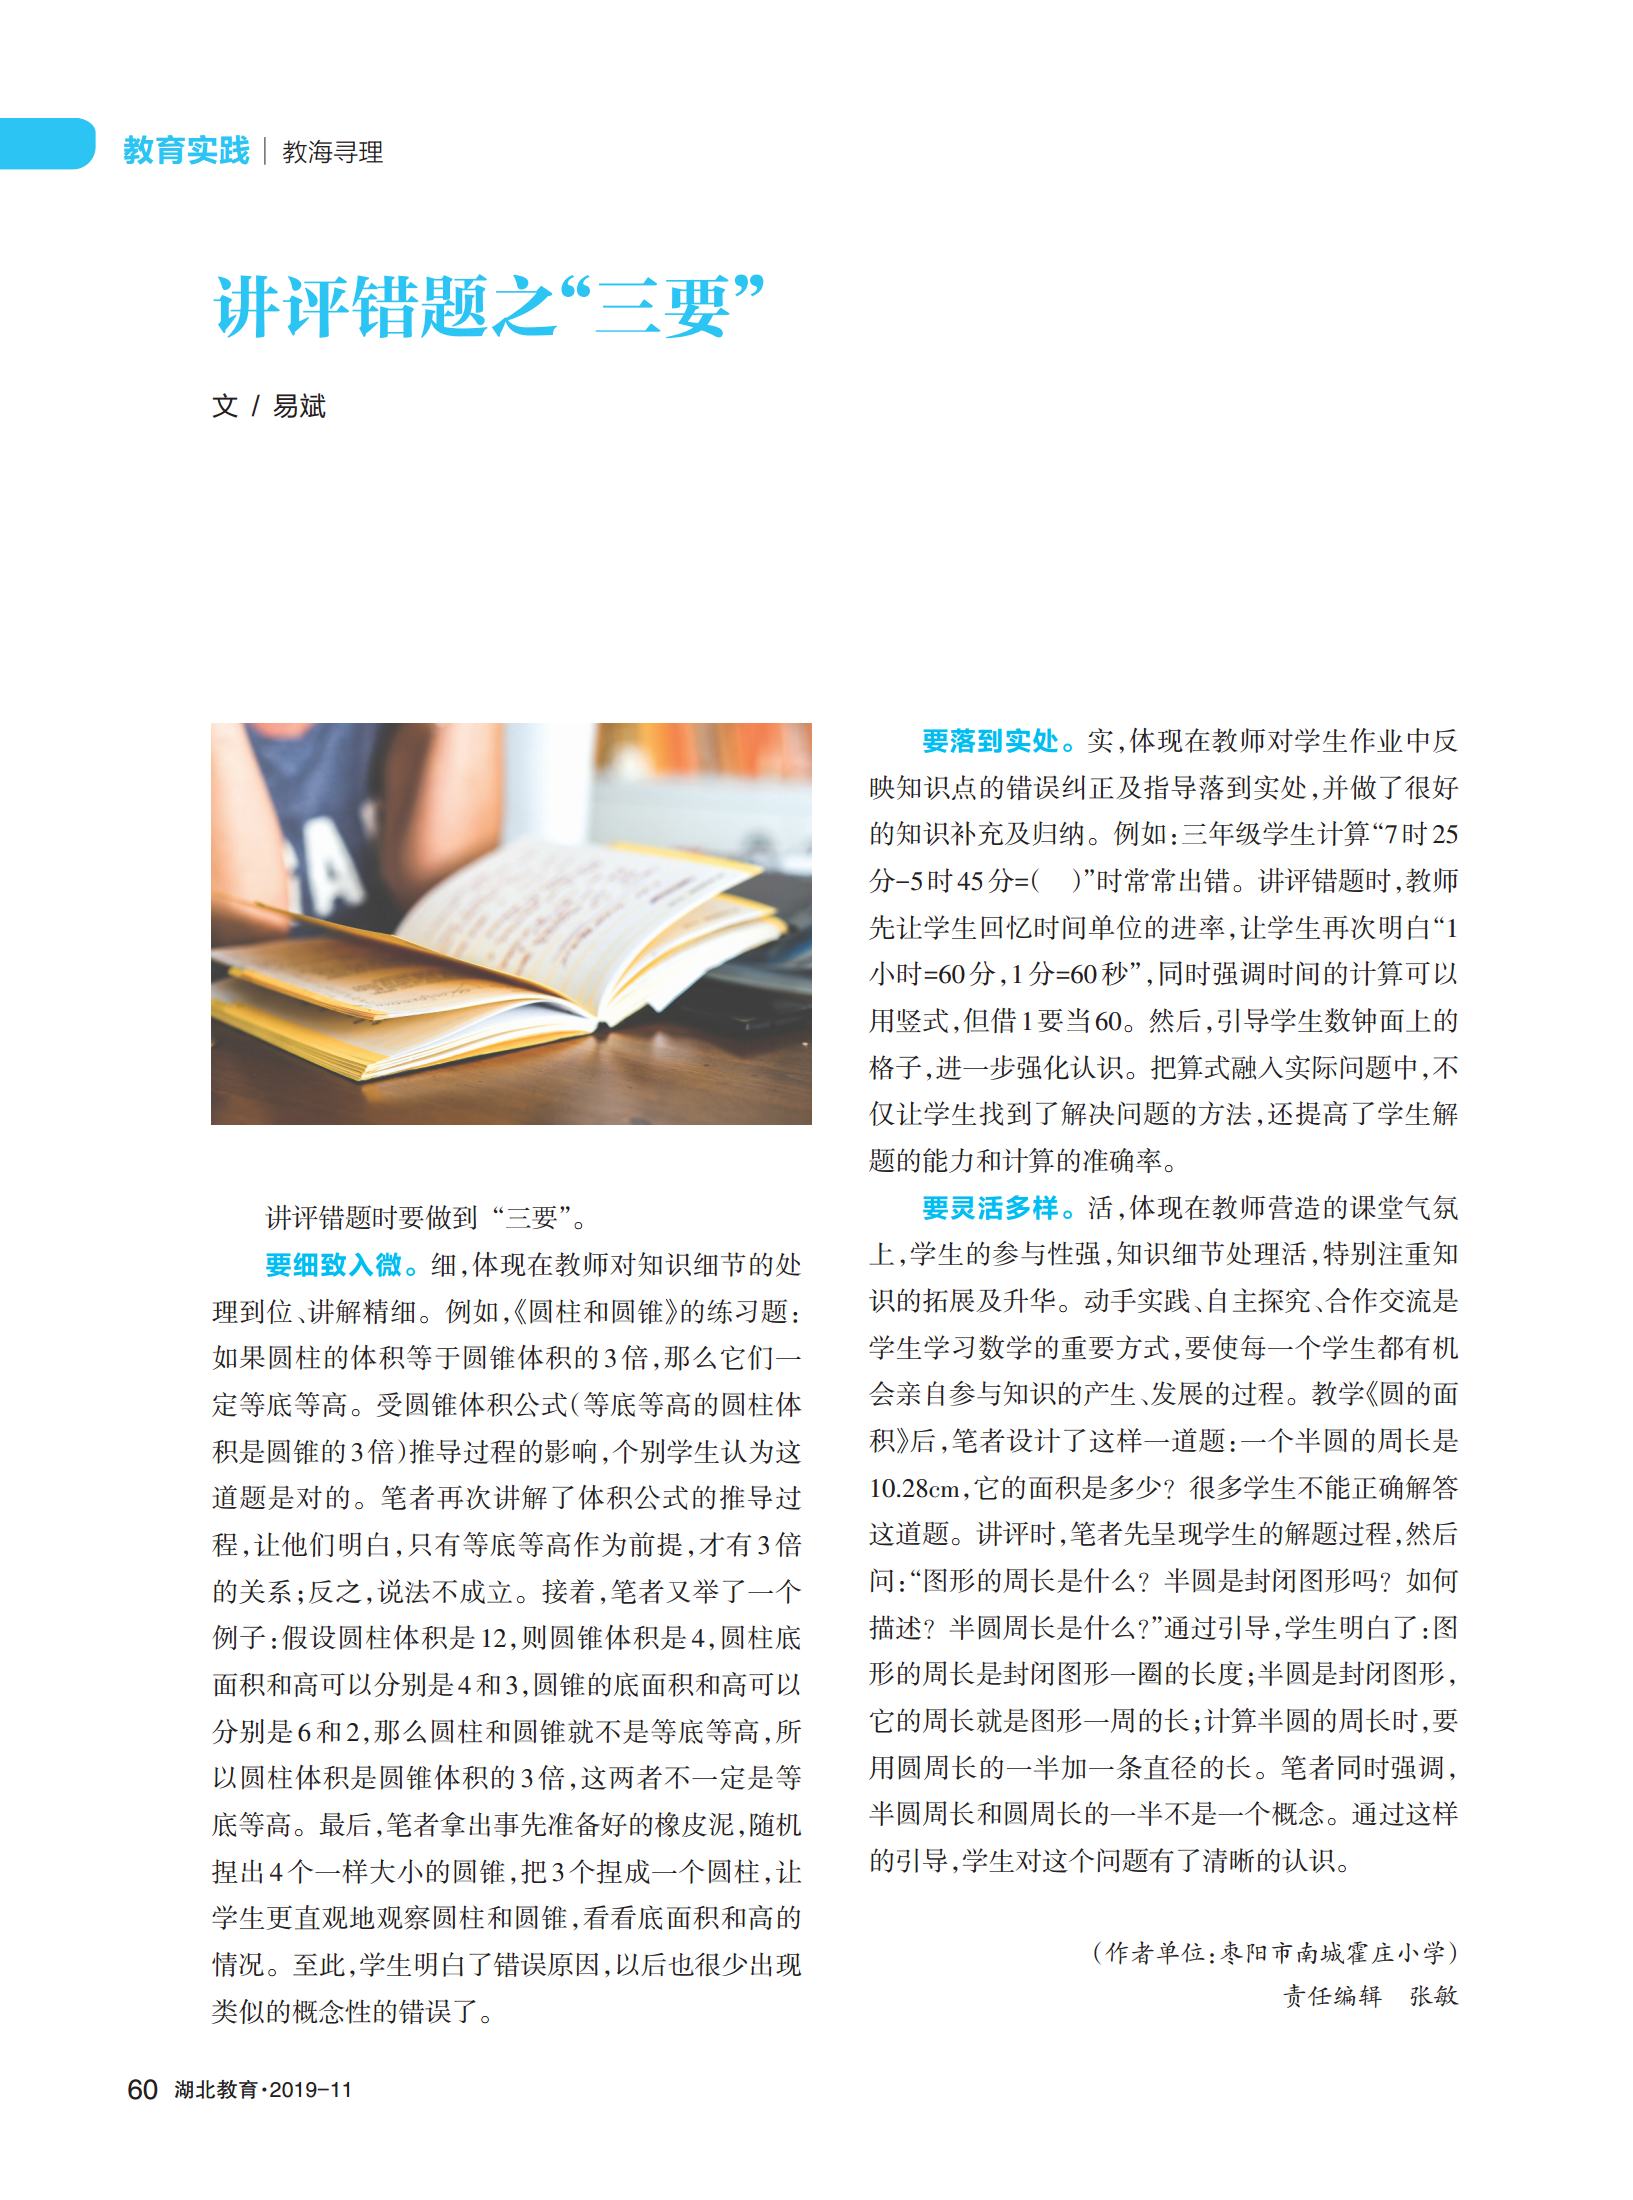 教育实践 | 教海寻理
讲评错题之“三要”
文 / 易斌
讲评错题时要做到“三要”。
要细致入微。细,体现在教师对知识细节的处
理到位、讲解精细。例如,《圆柱和圆锥》的练习题:
如果圆柱的体积等于圆锥体积的3倍,那么它们一
定等底等高。受圆锥体积公式(等底等高的圆柱体
积是圆锥的3倍)推导过程的影响,个别学生认为这
道题是对的。笔者再次讲解了体积公式的推导过
程,让他们明白,只有等底等高作为前提,才有3倍
的关系;反之,说法不成立。接着,笔者又举了一个
例子:假设圆柱体积是12,则圆锥体积是4,圆柱底
面积和高可以分别是4和3,圆锥的底面积和高可以
分别是6和2,那么圆柱和圆锥就不是等底等高,所
以圆柱体积是圆锥体积的3倍,这两者不一定是等
底等高。最后,笔者拿出事先准备好的橡皮泥,随机
捏出4个一样大小的圆锥,把3个捏成一个圆柱,让
学生更直观地观察圆柱和圆锥,看看底面积和高的
情况。至此,学生明白了错误原因,以后也很少出现
类似的概念性的错误了。
要落到实处。实,体现在教师对学生作业中反
映知识点的错误纠正及指导落到实处,并做了很好
的知识补充及归纳。例如:三年级学生计算“7时25
分-5时45分=(　)”时常常出错。讲评错题时,教师
先让学生回忆时间单位的进率,让学生再次明白“1
小时=60分,1分=60秒”,同时强调时间的计算可以
用竖式,但借1要当60。然后,引导学生数钟面上的
格子,进一步强化认识。把算式融入实际问题中,不
仅让学生找到了解决问题的方法,还提高了学生解
题的能力和计算的准确率。
要灵活多样。活,体现在教师营造的课堂气氛
上,学生的参与性强,知识细节处理活,特别注重知
识的拓展及升华。动手实践、自主探究、合作交流是
学生学习数学的重要方式,要使每一个学生都有机
会亲自参与知识的产生、发展的过程。教学《圆的面
积》后,笔者设计了这样一道题:一个半圆的周长是
10.28cm,它的面积是多少?很多学生不能正确解答
这道题。讲评时,笔者先呈现学生的解题过程,然后
问:“图形的周长是什么?半圆是封闭图形吗?如何
描述?半圆周长是什么?”通过引导,学生明白了:图
形的周长是封闭图形一圈的长度;半圆是封闭图形,
它的周长就是图形一周的长;计算半圆的周长时,要
用圆周长的一半加一条直径的长。笔者同时强调,
半圆周长和圆周长的一半不是一个概念。通过这样
的引导,学生对这个问题有了清晰的认识。
(作者单位:枣阳市南城霍庄小学)
责任编辑　张敏
60 湖北教育·2019-11